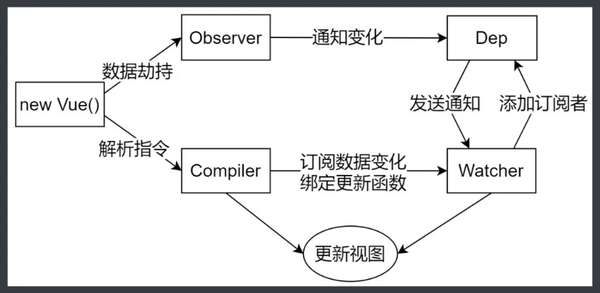 Observer
通知变化
Dep
数据劫持
new Vue()
发送通知
添加订阅者
解析指令
Compiler
订阅数据变化
绑定更新函数
Watcher
更新视图